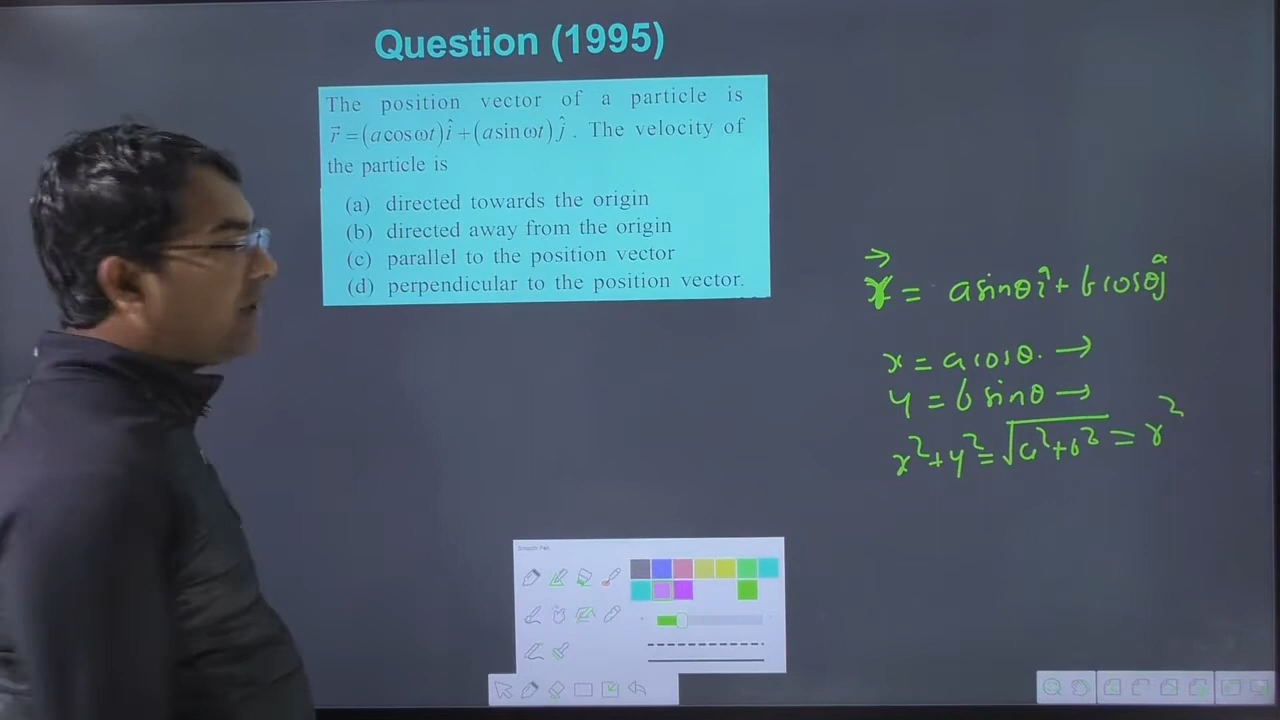 Question (1995)
The position vector of a particle is
r⃗ = (a cos ωt) î + (a sin ωt) ĵ . The velocity of
the particle is
(a) directed towards the origin
(b) directed away from the origin
(c) parallel to the position vector
(d) perpendicular to the position vector.
r⃗ = a sinθ î + b cosθ ĵ
x = a cosθ. →
y = b sinθ →
x² + y² = √a² + b² = r²
Smooth Pen